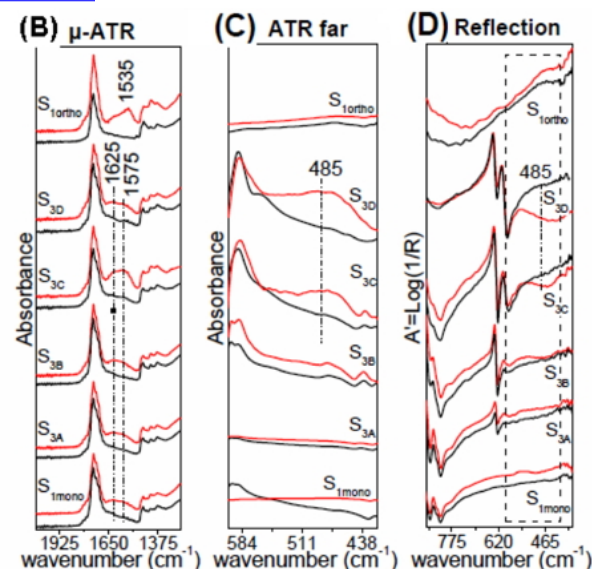 (B) μ-ATR
Absorbance
1535
S1ortho
1625
1575
S3D
S3C
S3B
S3A
S1mono
1925 1650 1375
wavenumber (cm-1)
(C) ATR far
Absorbance
S1ortho
485
S3D
S3C
S3B
S3A
S1mono
584 511 438
wavenumber (cm-1)
(D) Reflection
A'=Log(1/R)
S1ortho
485
S3D
S3C
S3B
S3A
S1mono
775 620 465
wavenumber (cm-1)